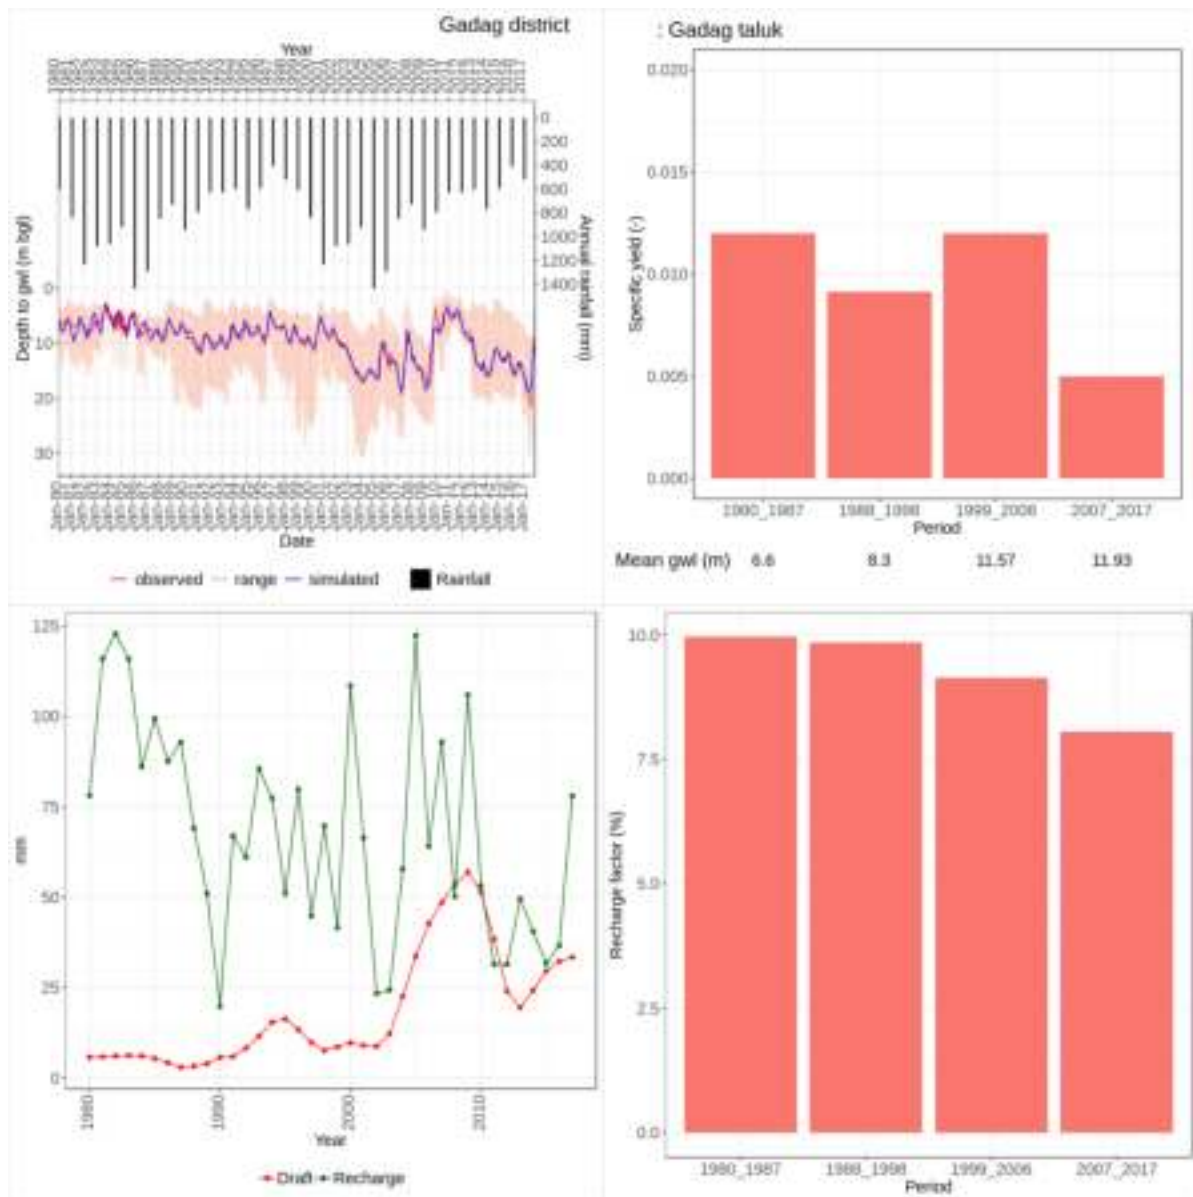 Gadag district
Year
0
200
400
600
800
1000
1200
1400
Annual rainfall (mm)
Depth to gwl (m bgl)
0
10
20
30
Date
observed range simulated Rainfall
: Gadag taluk
0.020
0.015
0.010
0.005
0.000
Specific yield (-)
1980_1987 1988_1998 1999_2006 2007_2017
Period
Mean gwl (m) 6.6 8.3 11.57 11.93
125
100
75
50
25
0
mm
1980 1990 2000 2010
Year
Draft Recharge
10.0
7.5
5.0
2.5
0.0
Recharge factor (%)
1980_1987 1988_1998 1999_2006 2007_2017
Period